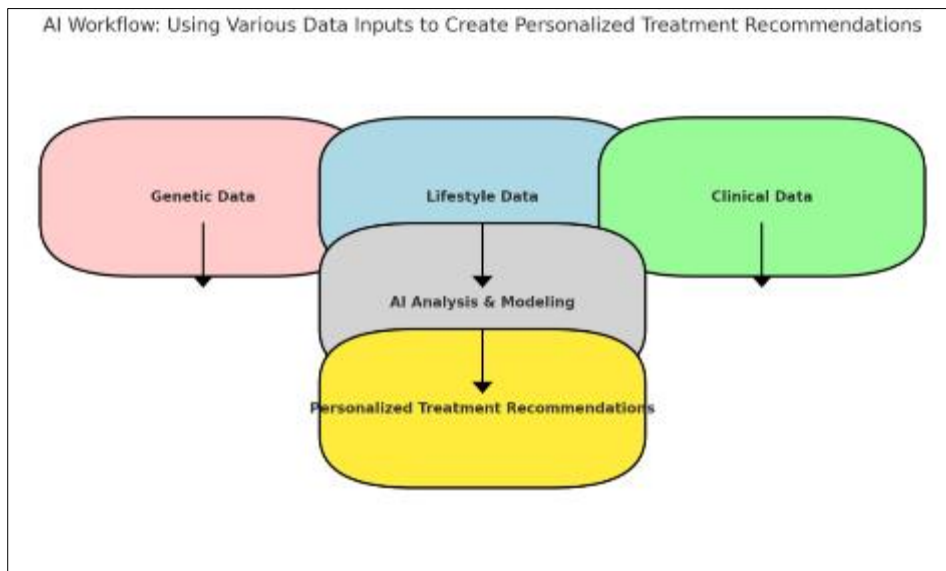 AI Workflow: Using Various Data Inputs to Create Personalized Treatment Recommendations
Genetic Data
Lifestyle Data
Clinical Data
AI Analysis & Modeling
Personalized Treatment Recommendations